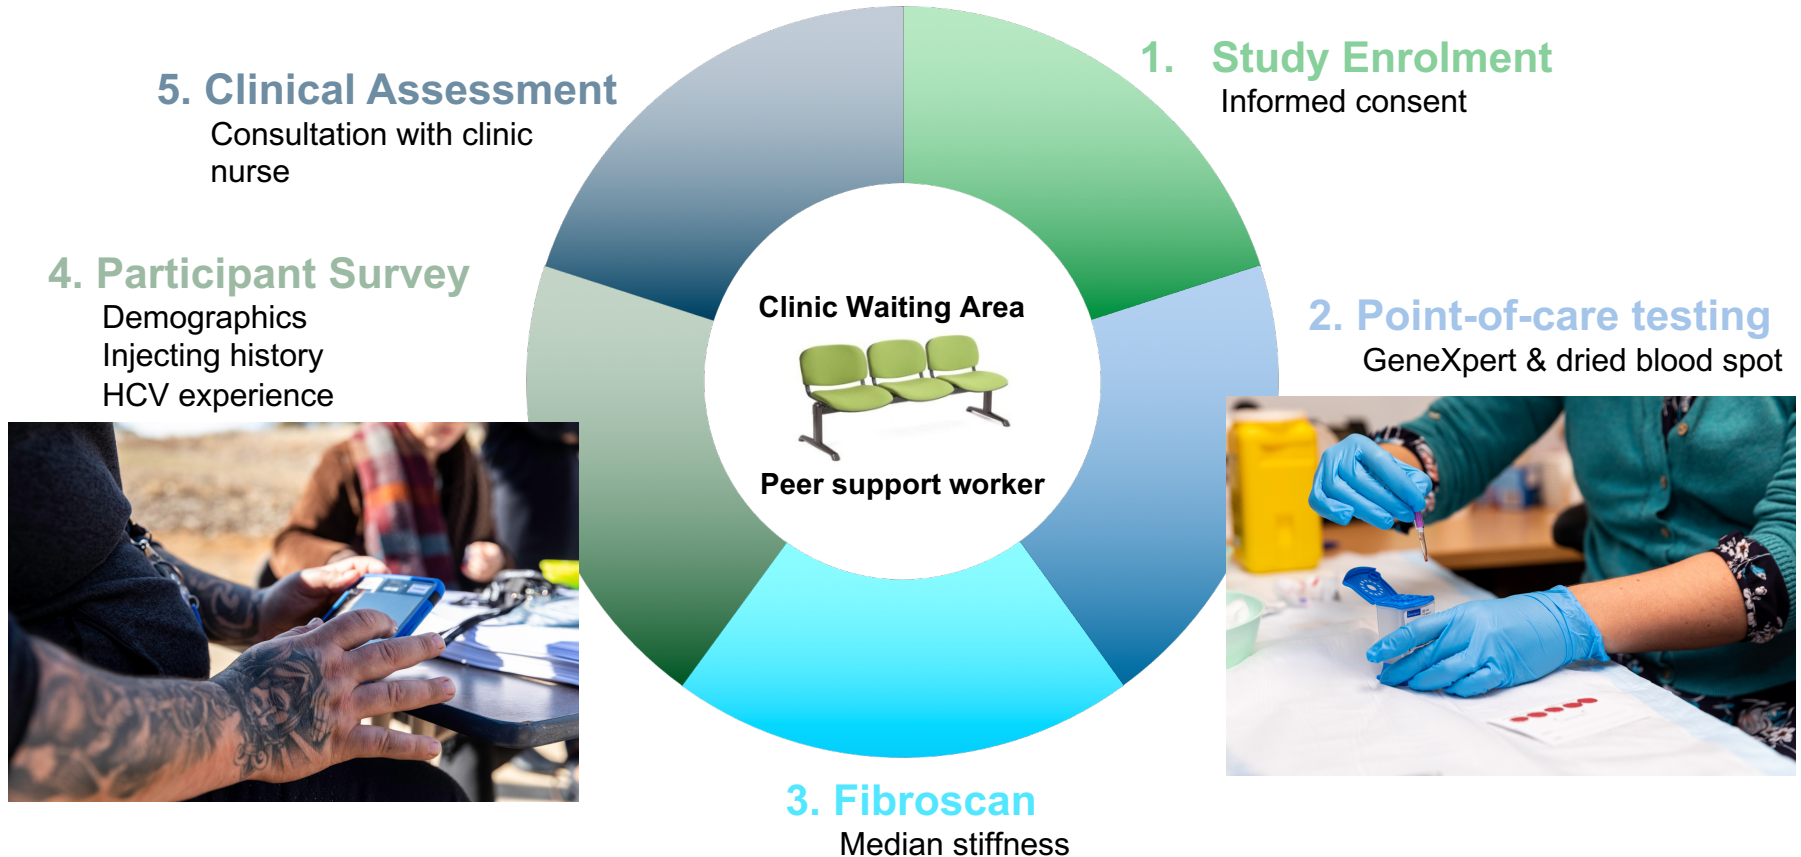 1. Study Enrolment
Informed consent
2. Point-of-care testing
GeneXpert & dried blood spot
3. Fibroscan
Median stiffness
4. Participant Survey
Demographics
Injecting history
HCV experience
5. Clinical Assessment
Consultation with clinic
nurse
Clinic Waiting Area
Peer support worker